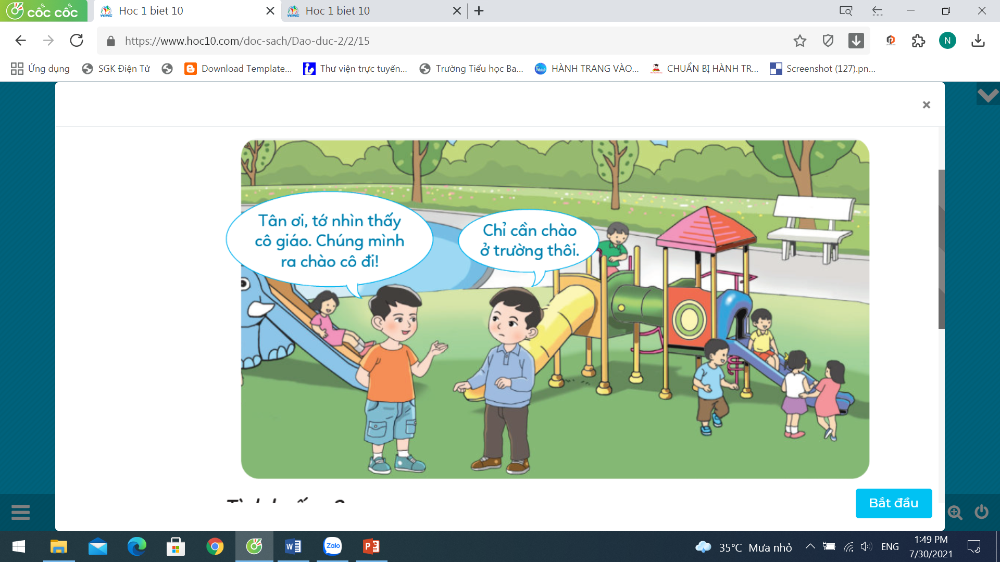 cốc cốc
Hoc 1 biet 10
Hoc 1 biet 10
https://www.hoc10.com/doc-sach/Dao-duc-2/2/15
N
Ứng dụng
SGK Điện Tử
Download Template...
Thư viện trực tuyến...
Trường Tiểu học Ba...
HÀNH TRANG VÀO...
CHUẨN BỊ HÀNH TR...
Screenshot (127).pn...
Tân ơi, tớ nhìn thấy
cô giáo. Chúng mình
ra chào cô đi!
Chỉ cần chào
ở trường thôi.
Bắt đầu
Zalo
35°C Mưa nhỏ
ENG
1:49 PM
7/30/2021